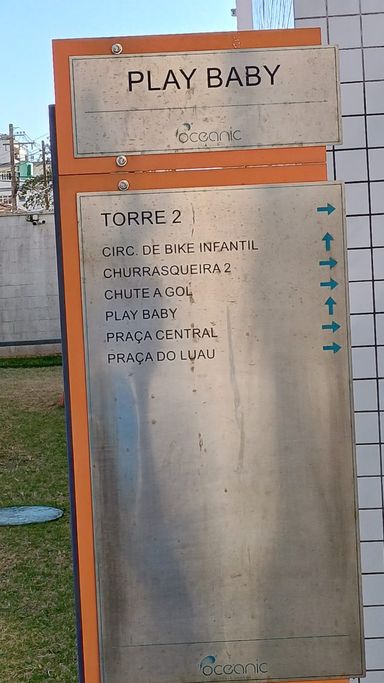 PLAY BABY
oceanic
TORRE 2
CIRC. DE BIKE INFANTIL
CHURRASQUEIRA 2
CHUTE A GOL
PLAY BABY
PRAÇA CENTRAL
PRAÇA DO LUAU
oceanic